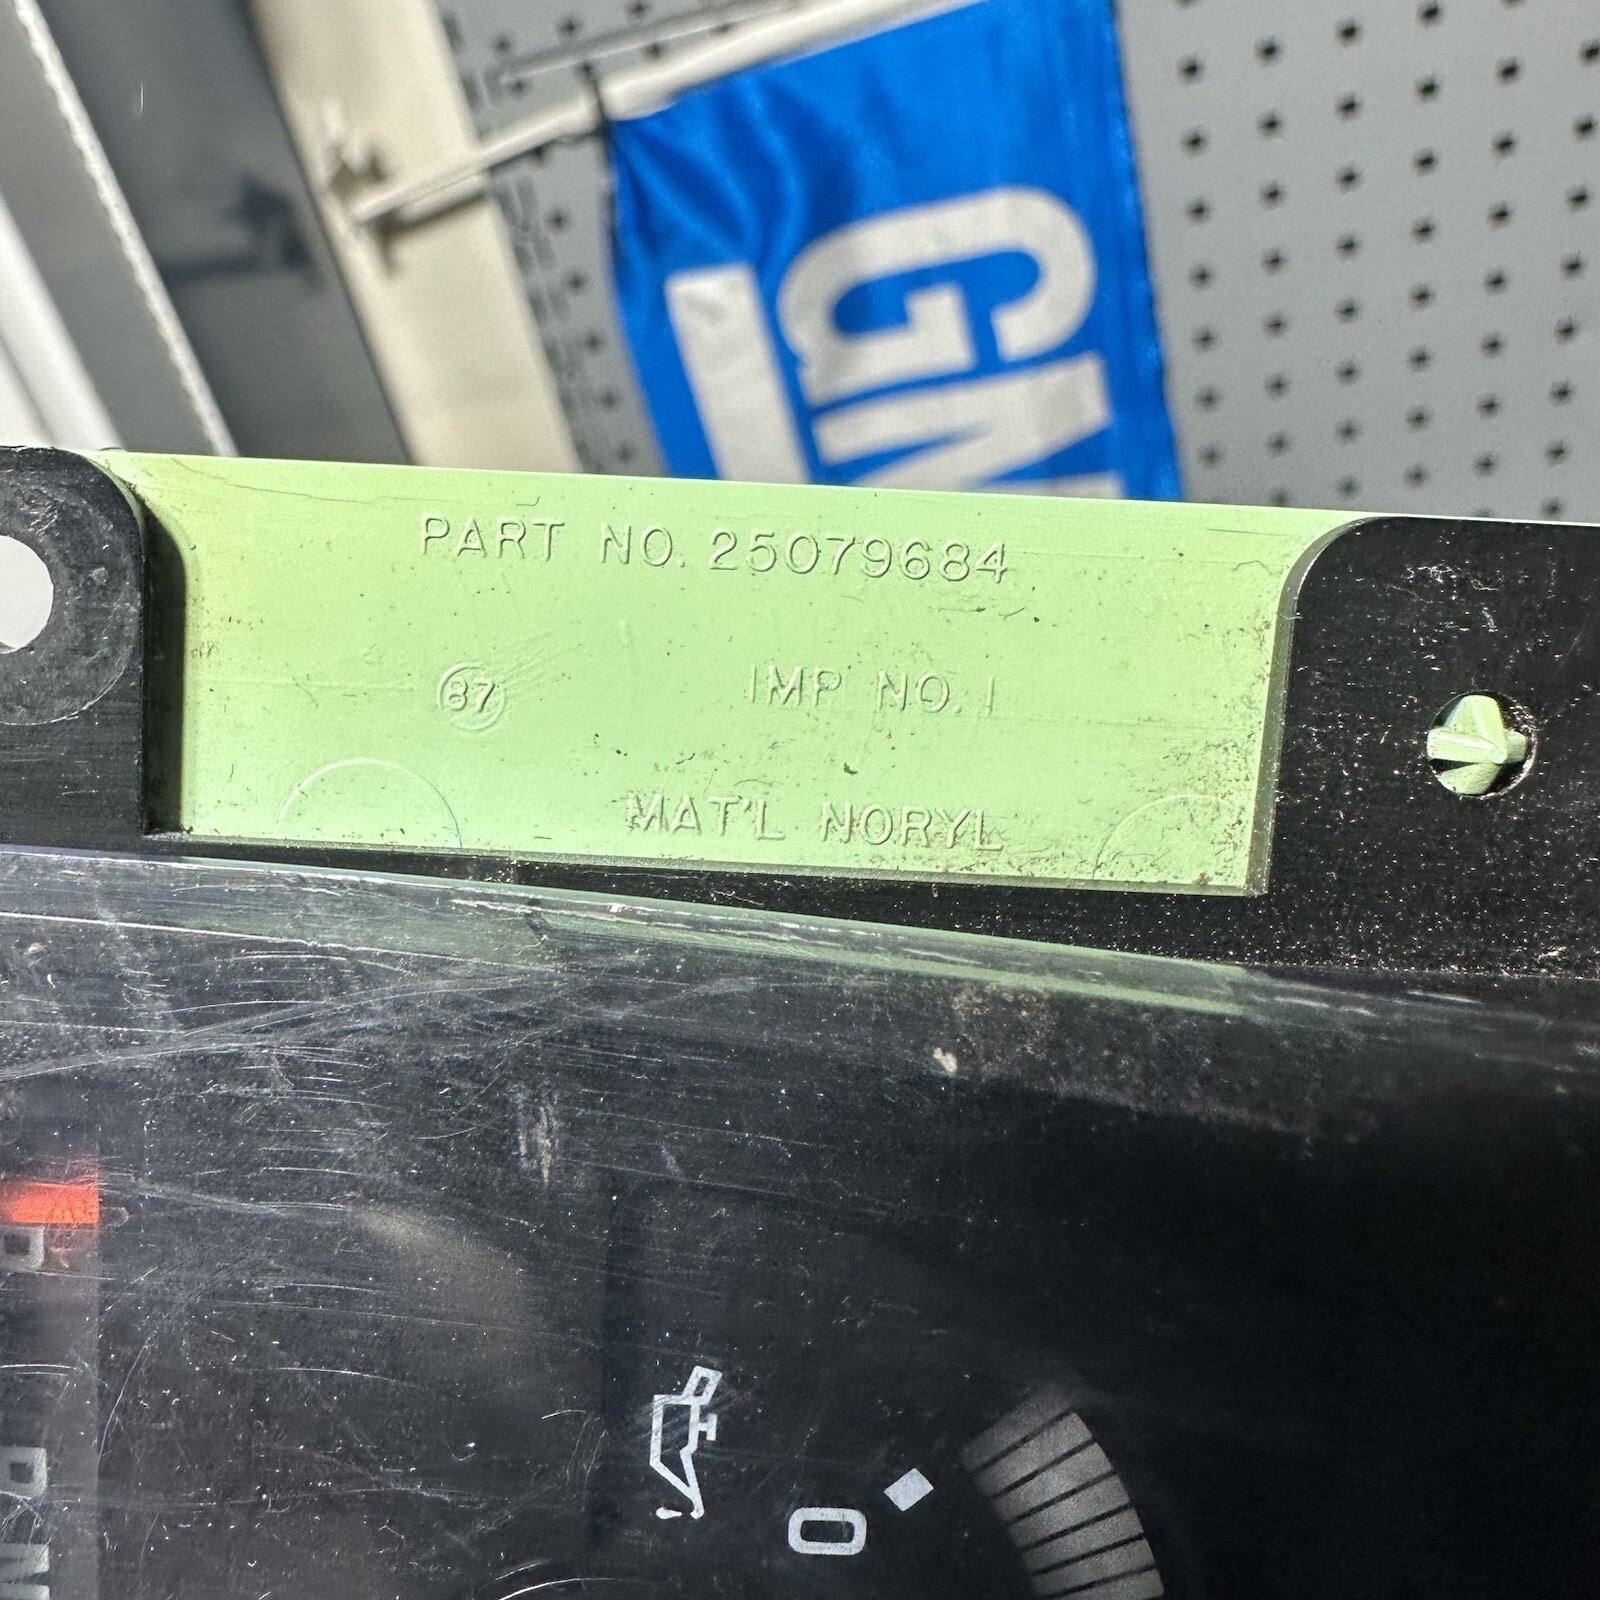 GM
PART NO. 25079684
87 IMP NO. 1
MAT'L NORYL
0